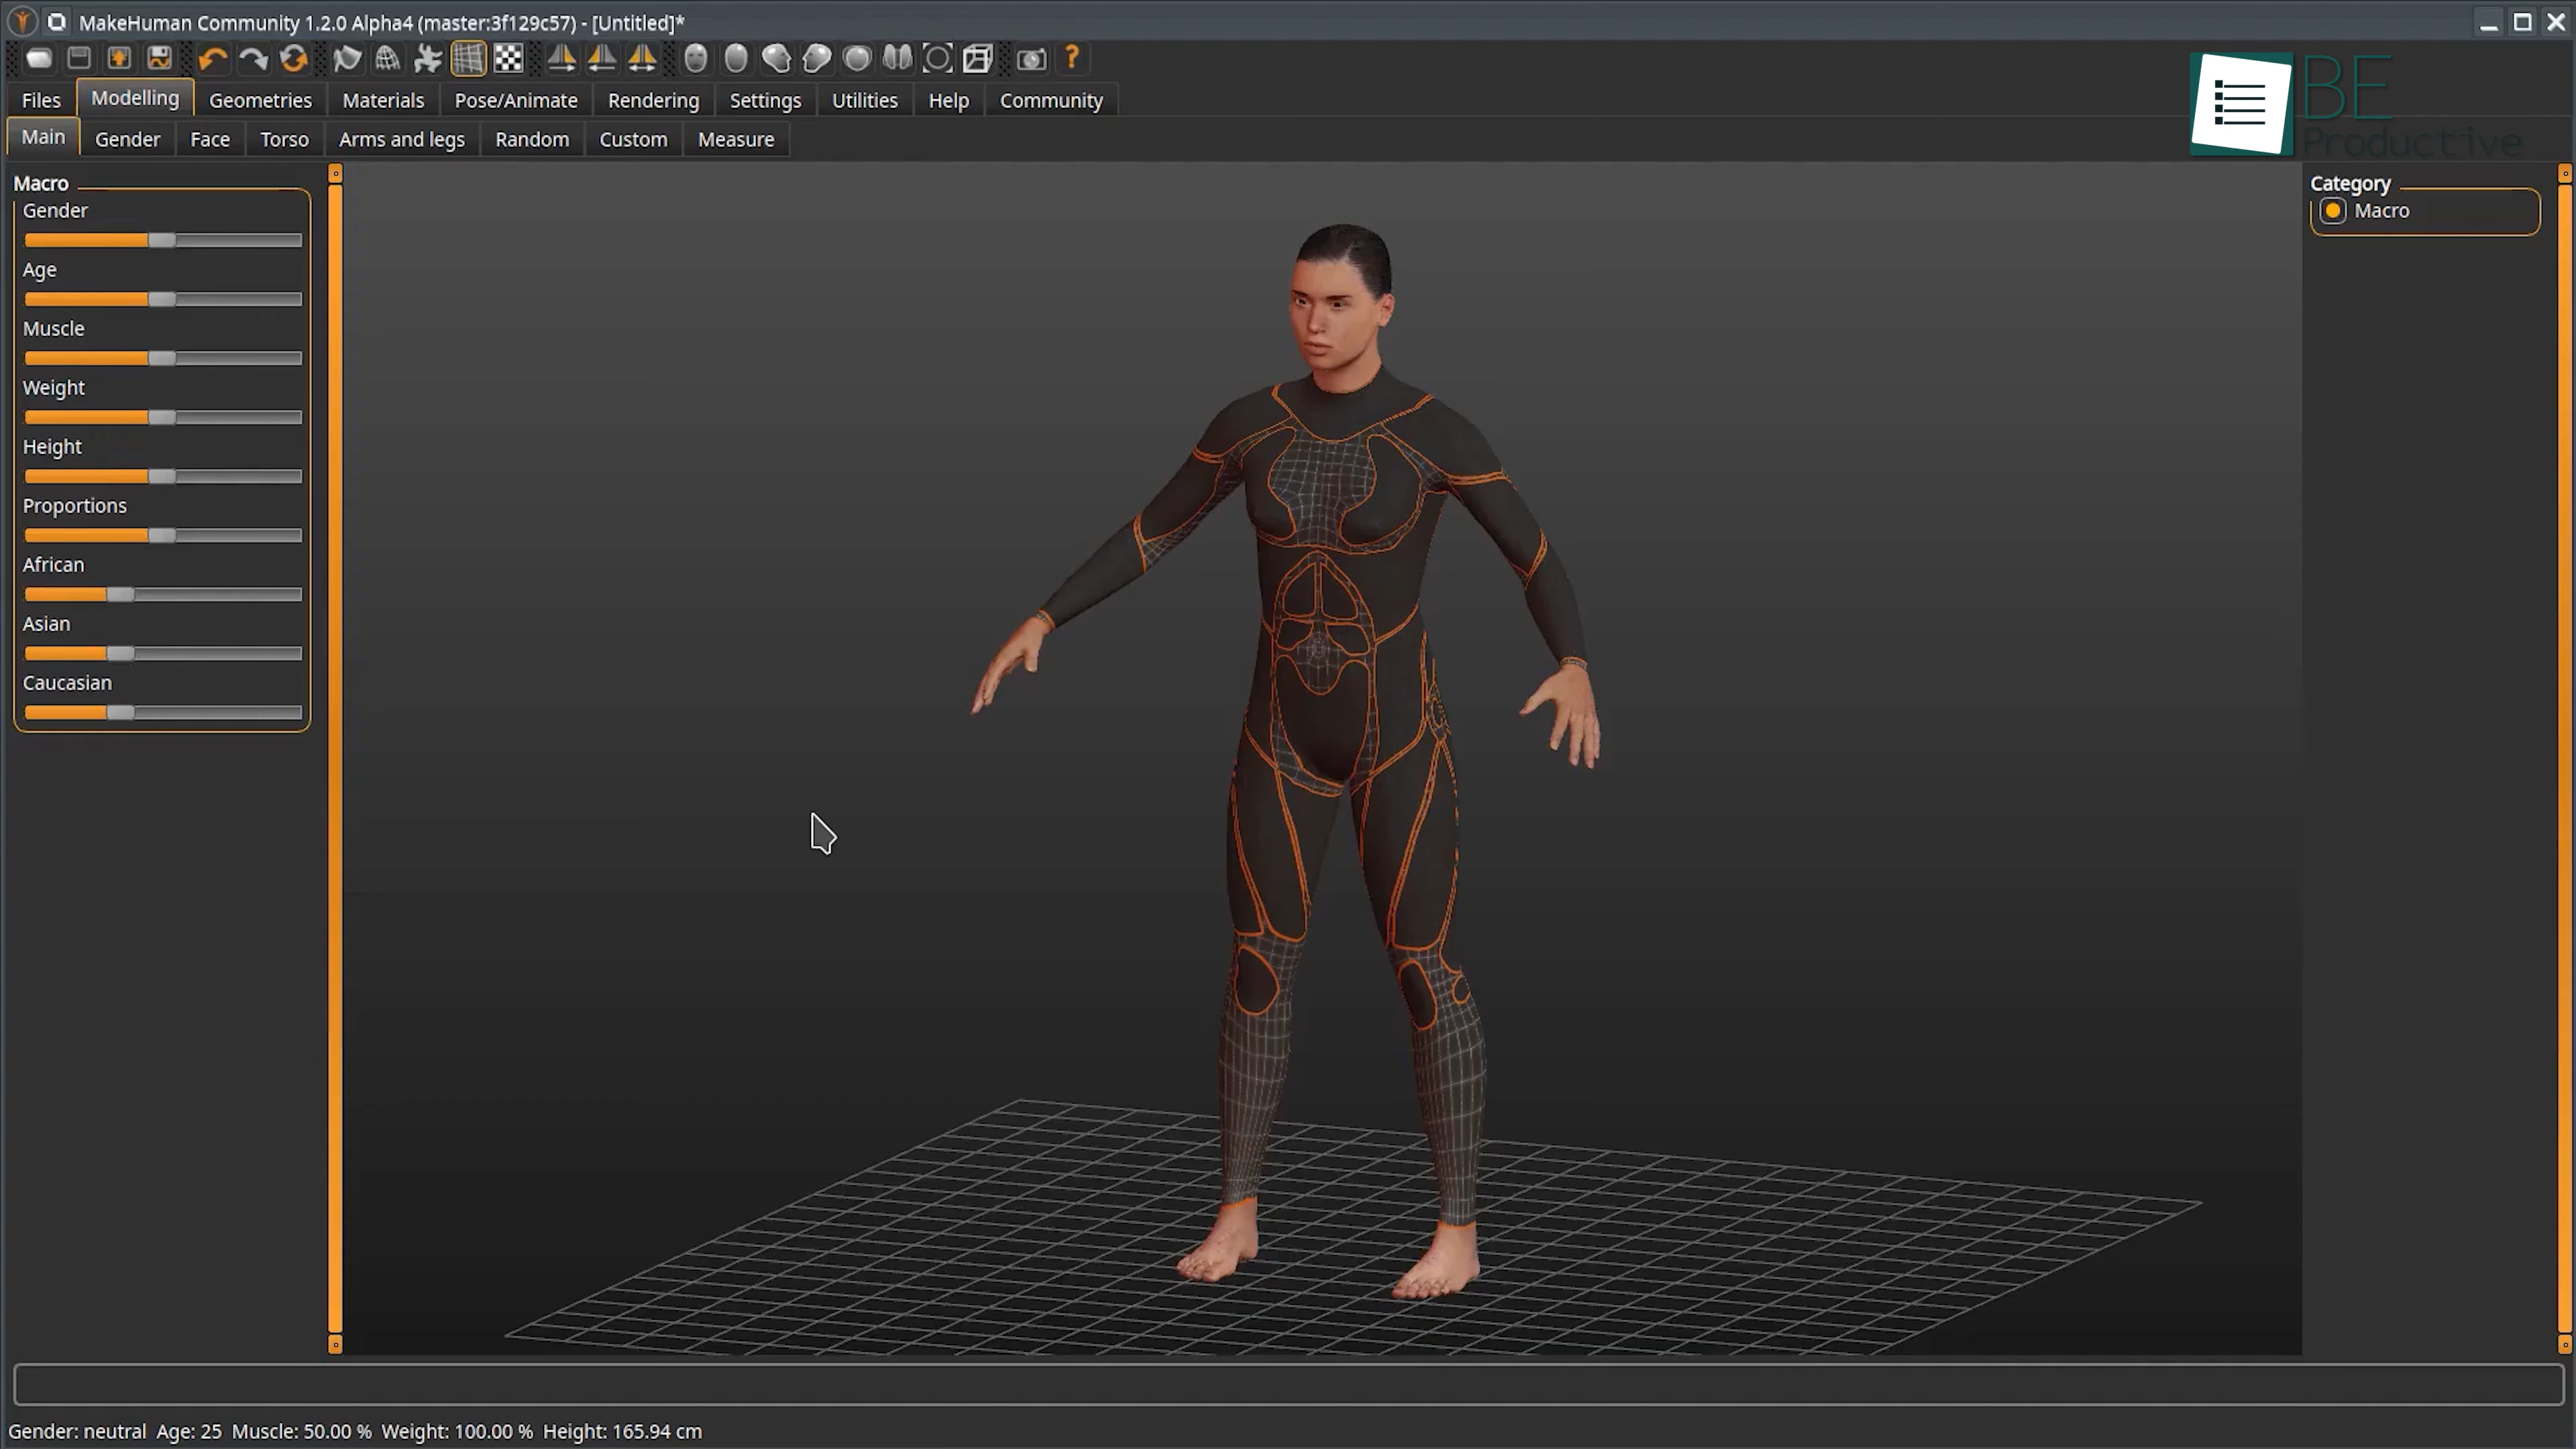 MakeHuman Community 1.2.0 Alpha4 (master:3f129c57) - [Untitled]*
BE
Productive
Files Modelling Geometries Materials Pose/Animate Rendering Settings Utilities Help Community
Main Gender Face Torso Arms and legs Random Custom Measure
Macro
Gender
Age
Muscle
Weight
Height
Proportions
African
Asian
Caucasian
Category
Macro
Gender: neutral Age: 25 Muscle: 50.00 % Weight: 100.00 % Height: 165.94 cm